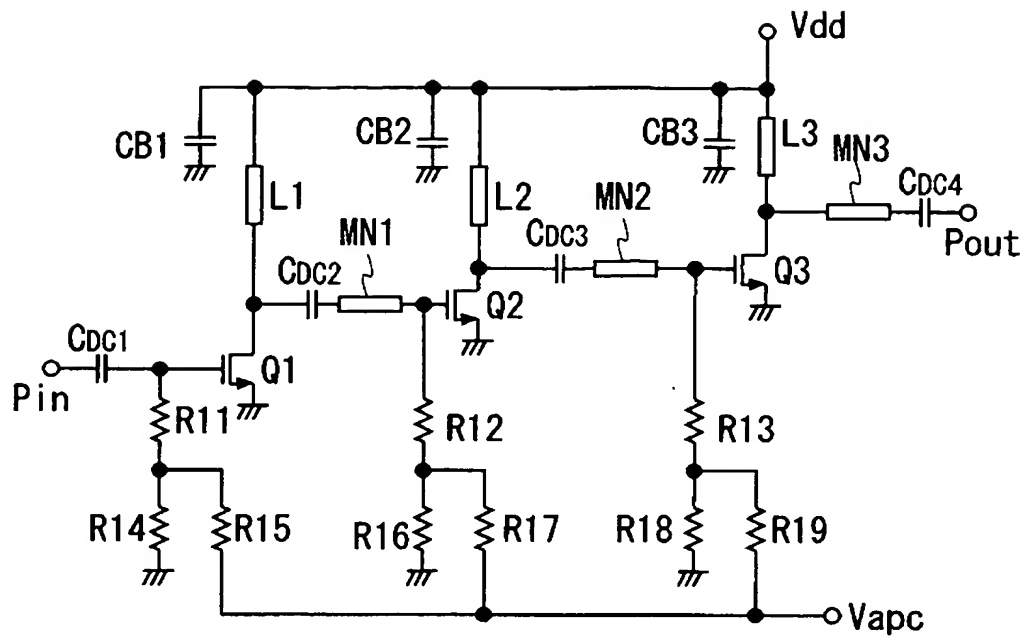 Vdd
CB1
CB2
CB3
L3
MN3
L1
L2
MN2
CDC4
MN1
CDC3
Pout
CDC2
Q3
Q2
CDC1
Q1
Pin
R11
R12
R13
R14
R15
R16
R17
R18
R19
Vapc